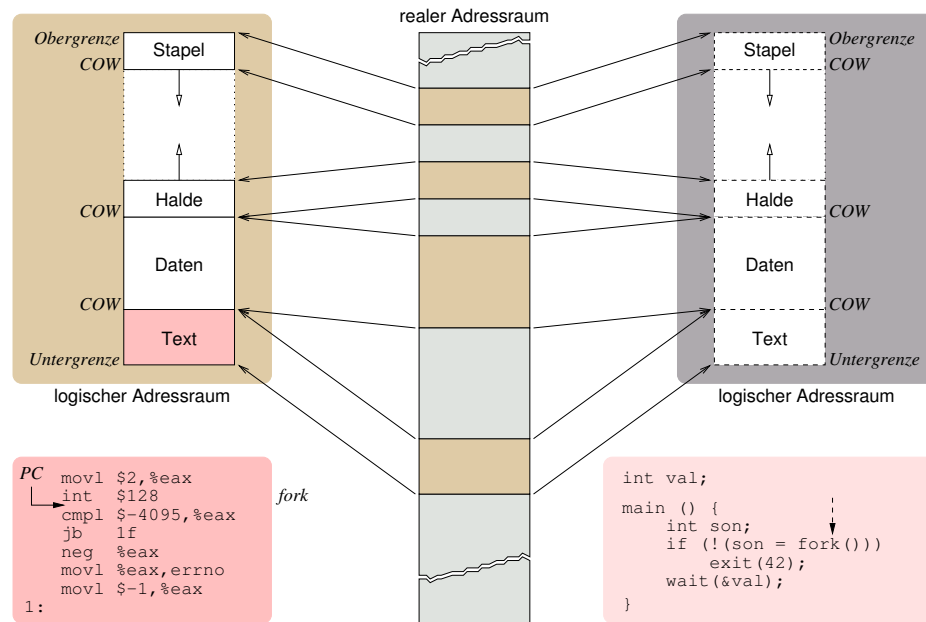 realer Adressraum
Obergrenze
Stapel
COW
Halde
COW
Daten
COW
Text
Untergrenze
logischer Adressraum
Obergrenze
Stapel
COW
Halde
COW
Daten
COW
Text
Untergrenze
logischer Adressraum
PC
movl $2,%eax
int $128
cmpl $-4095,%eax
jb 1f
neg %eax
movl %eax,errno
movl $-1,%eax
1:
fork
int val;
main () {
int son;
if (!(son = fork()))
exit(42);
wait(&val);
}